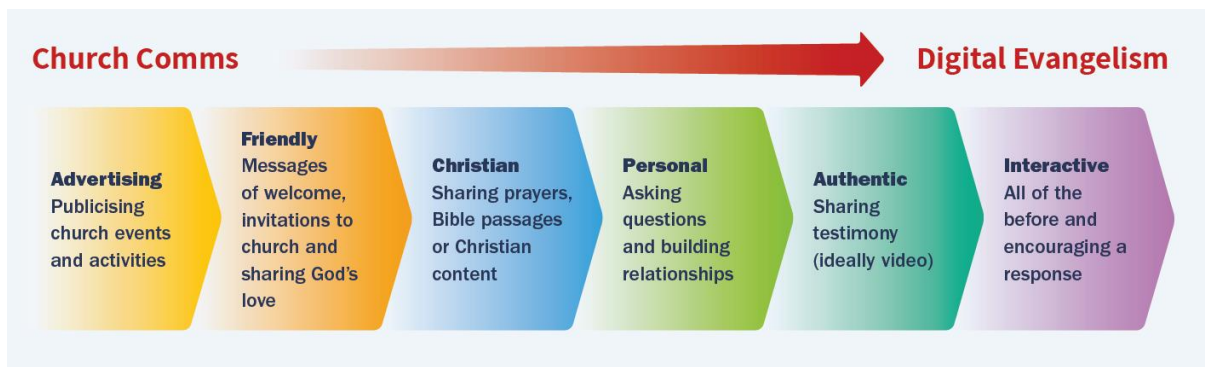 Church Comms
Digital Evangelism
Advertising
Publicising
church events
and activities
Friendly
Messages
of welcome,
invitations to
church and
sharing God's
love
Christian
Sharing prayers,
Bible passages
or Christian
content
Personal
Asking
questions
and building
relationships
Authentic
Sharing
testimony
(ideally video)
Interactive
All of the
before and
encouraging a
response